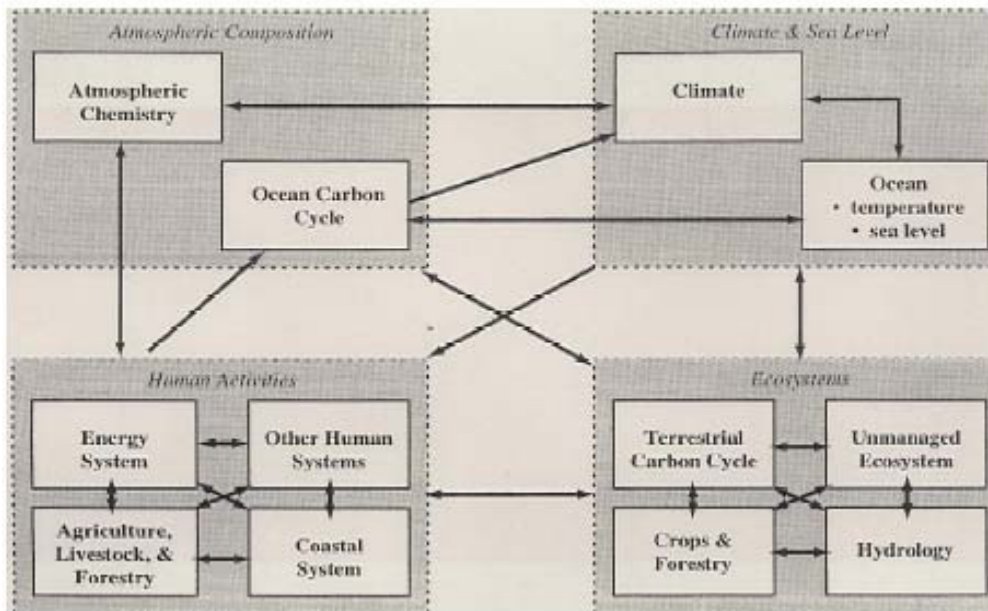 Atmospheric Composition
Atmospheric
Chemistry
Ocean Carbon
Cycle
Climate & Sea Level
Climate
Ocean
• temperature
• sea level
Human Activities
Energy
System
Other Human
Systems
Agriculture,
Livestock, &
Forestry
Coastal
System
Ecosystems
Terrestrial
Carbon Cycle
Unmanaged
Ecosystem
Crops &
Forestry
Hydrology